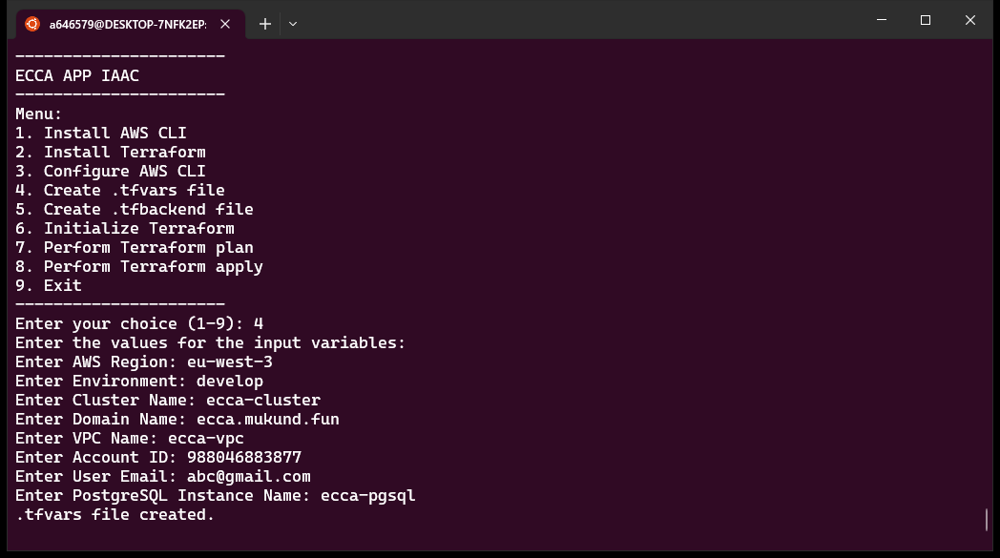 a646579@DESKTOP-7NFK2EP:
----------------------
ECCA APP IAAC
----------------------
Menu:
1. Install AWS CLI
2. Install Terraform
3. Configure AWS CLI
4. Create .tfvars file
5. Create .tfbackend file
6. Initialize Terraform
7. Perform Terraform plan
8. Perform Terraform apply
9. Exit
----------------------
Enter your choice (1-9): 4
Enter the values for the input variables:
Enter AWS Region: eu-west-3
Enter Environment: develop
Enter Cluster Name: ecca-cluster
Enter Domain Name: ecca.mukund.fun
Enter VPC Name: ecca-vpc
Enter Account ID: 988046883877
Enter User Email: abc@gmail.com
Enter PostgreSQL Instance Name: ecca-pgsql
.tfvars file created.